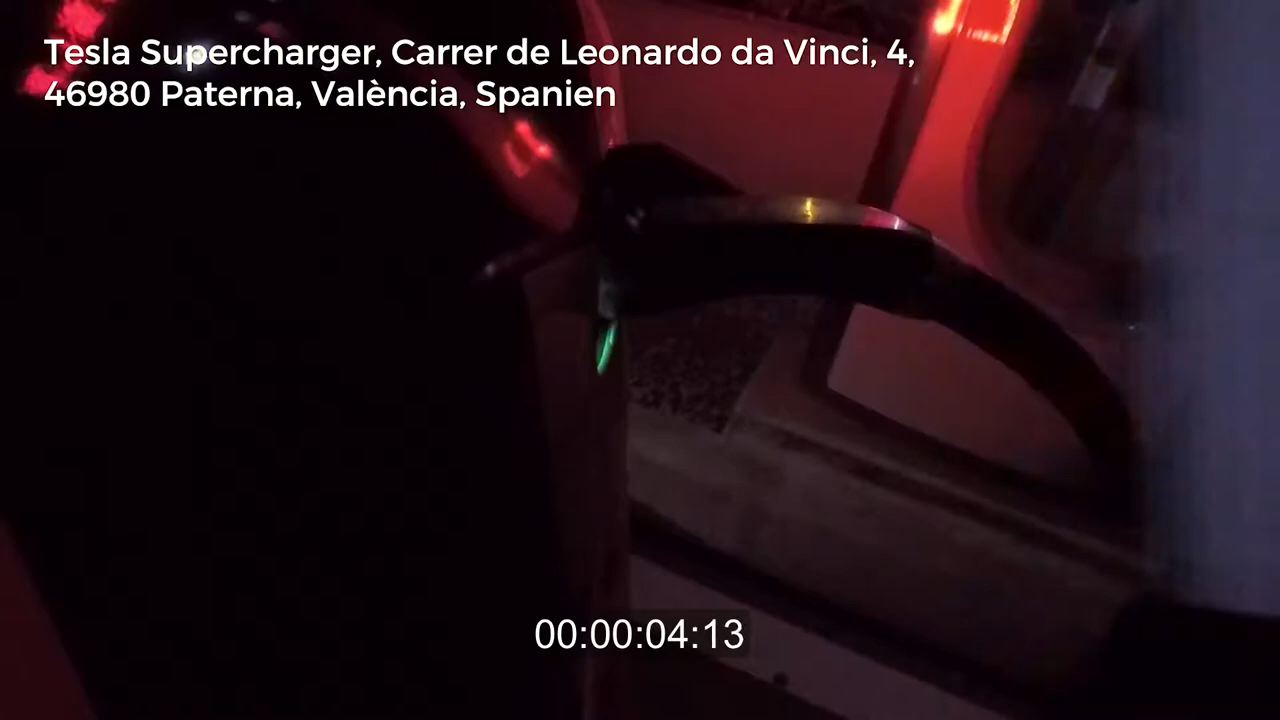 Tesla Supercharger, Carrer de Leonardo da Vinci, 4,
46980 Paterna, València, Spanien
00:00:04:13